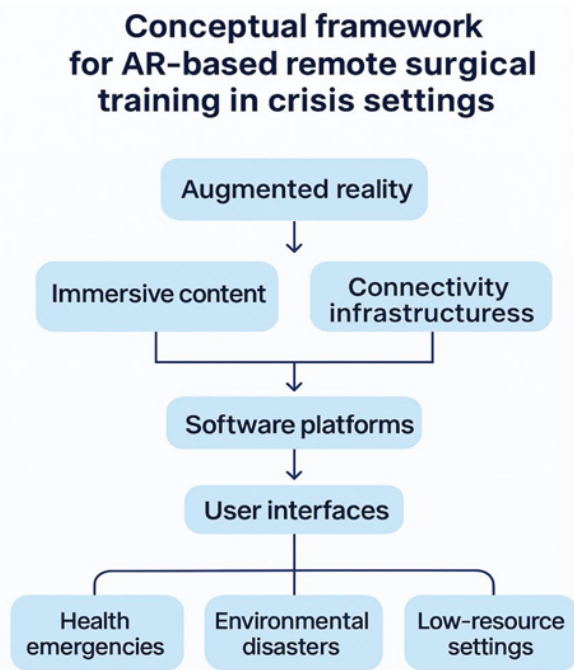 Conceptual framework
for AR-based remote surgical
training in crisis settings
Augmented reality
Immersive content
Connectivity
infrastructuress
Software platforms
User interfaces
Health
emergencies
Environmental
disasters
Low-resource
settings